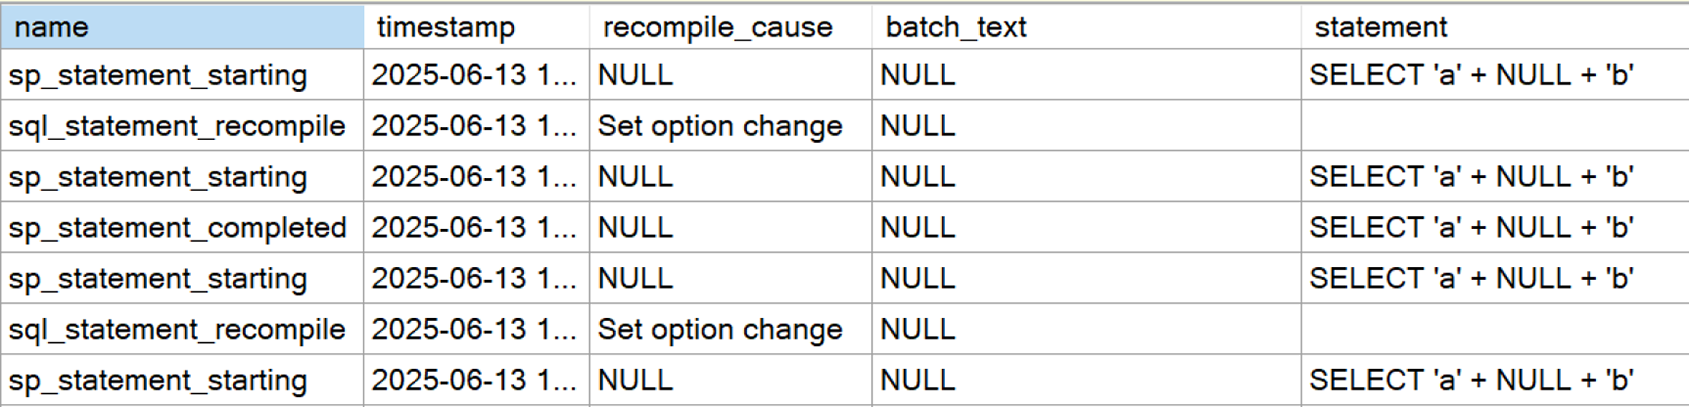 name timestamp recompile_cause batch_text statement
sp_statement_starting 2025-06-13 1... NULL NULL SELECT 'a' + NULL + 'b'
sql_statement_recompile 2025-06-13 1... Set option change NULL
sp_statement_starting 2025-06-13 1... NULL NULL SELECT 'a' + NULL + 'b'
sp_statement_completed 2025-06-13 1... NULL NULL SELECT 'a' + NULL + 'b'
sp_statement_starting 2025-06-13 1... NULL NULL SELECT 'a' + NULL + 'b'
sql_statement_recompile 2025-06-13 1... Set option change NULL
sp_statement_starting 2025-06-13 1... NULL NULL SELECT 'a' + NULL + 'b'